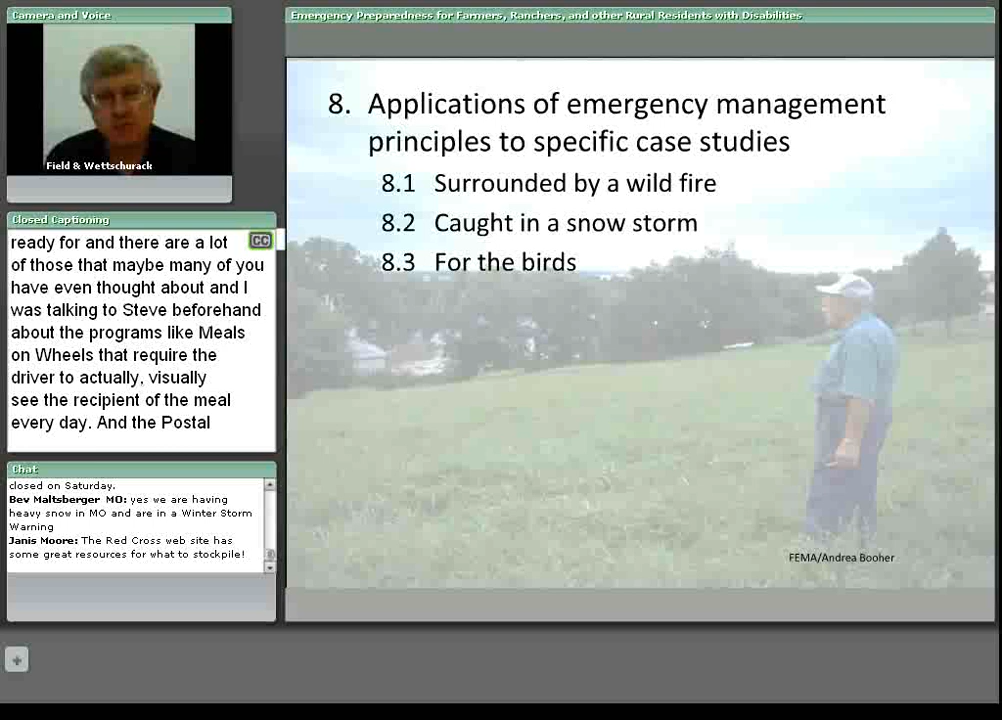 Camera and Voice
Field & Wettschurack
Closed Captioning
CC
ready for and there are a lot
of those that maybe many of you
have even thought about and I
was talking to Steve beforehand
about the programs like Meals
on Wheels that require the
driver to actually, visually
see the recipient of the meal
every day. And the Postal
Chat
closed on Saturday.
Bev Maltsberger MO: yes we are having
heavy snow in MO and are in a Winter Storm
Warning
Janis Moore: The Red Cross web site has
some great resources for what to stockpile!
Emergency Preparedness for Farmers, Ranchers, and other Rural Residents with Disabilities
8. Applications of emergency management
principles to specific case studies
8.1 Surrounded by a wild fire
8.2 Caught in a snow storm
8.3 For the birds
FEMA/Andrea Booher